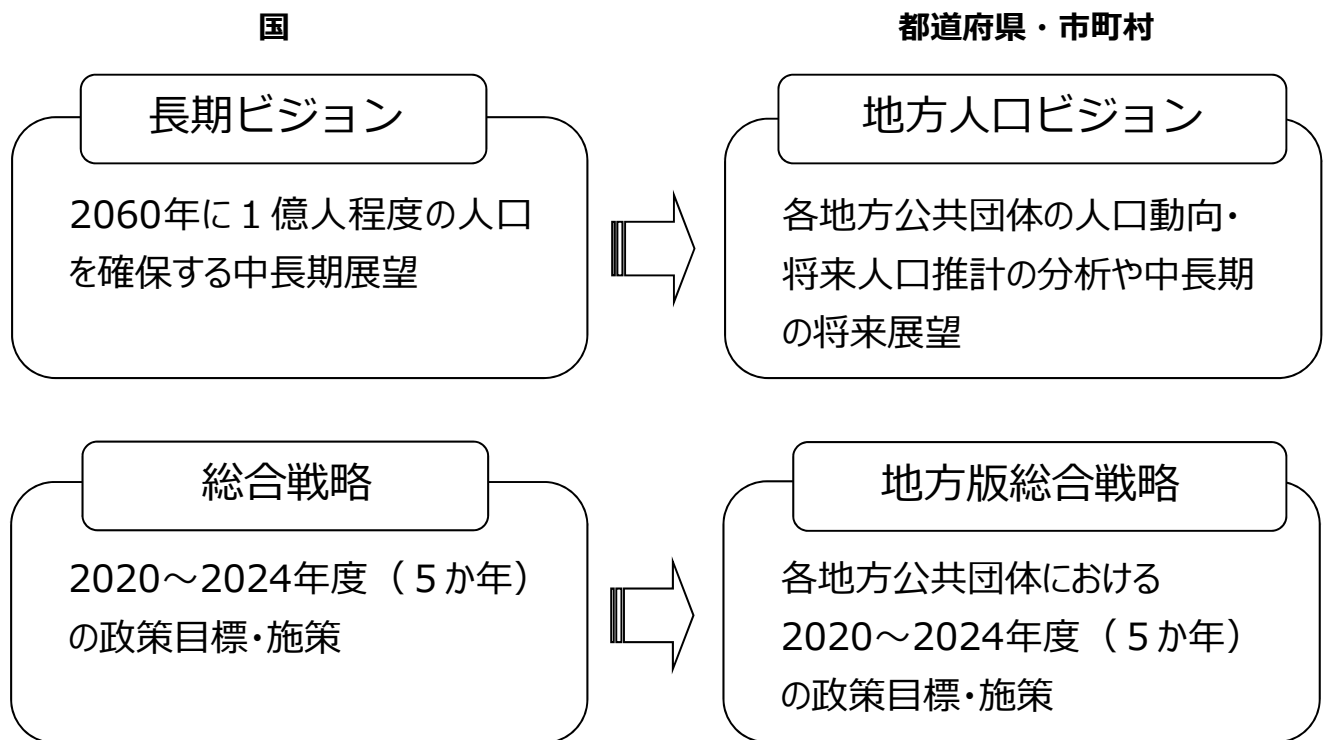 国
都道府県・市町村
長期ビジョン
2060年に１億人程度の人口
を確保する中長期展望
地方人口ビジョン
各地方公共団体の人口動向・
将来人口推計の分析や中長期
の将来展望
総合戦略
2020～2024年度（５か年）
の政策目標・施策
地方版総合戦略
各地方公共団体における
2020～2024年度（５か年）
の政策目標・施策